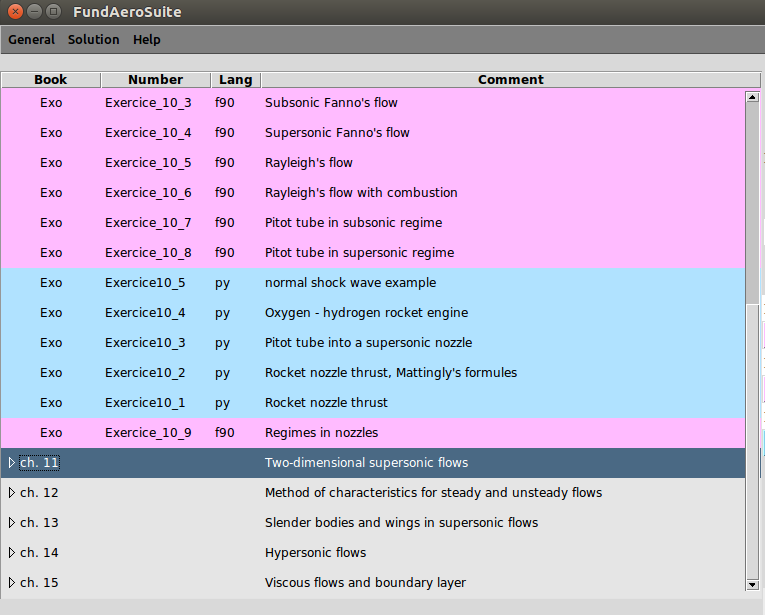 FundAeroSuite
General Solution Help
Book Number Lang Comment
Exo Exercice_10_3 f90 Subsonic Fanno's flow
Exo Exercice_10_4 f90 Supersonic Fanno's flow
Exo Exercice_10_5 f90 Rayleigh's flow
Exo Exercice_10_6 f90 Rayleigh's flow with combustion
Exo Exercice_10_7 f90 Pitot tube in subsonic regime
Exo Exercice_10_8 f90 Pitot tube in supersonic regime
Exo Exercice10_5 py normal shock wave example
Exo Exercice10_4 py Oxygen - hydrogen rocket engine
Exo Exercice10_3 py Pitot tube into a supersonic nozzle
Exo Exercice10_2 py Rocket nozzle thrust, Mattingly's formules
Exo Exercice10_1 py Rocket nozzle thrust
Exo Exercice_10_9 f90 Regimes in nozzles
ch. 11 Two-dimensional supersonic flows
ch. 12 Method of characteristics for steady and unsteady flows
ch. 13 Slender bodies and wings in supersonic flows
ch. 14 Hypersonic flows
ch. 15 Viscous flows and boundary layer